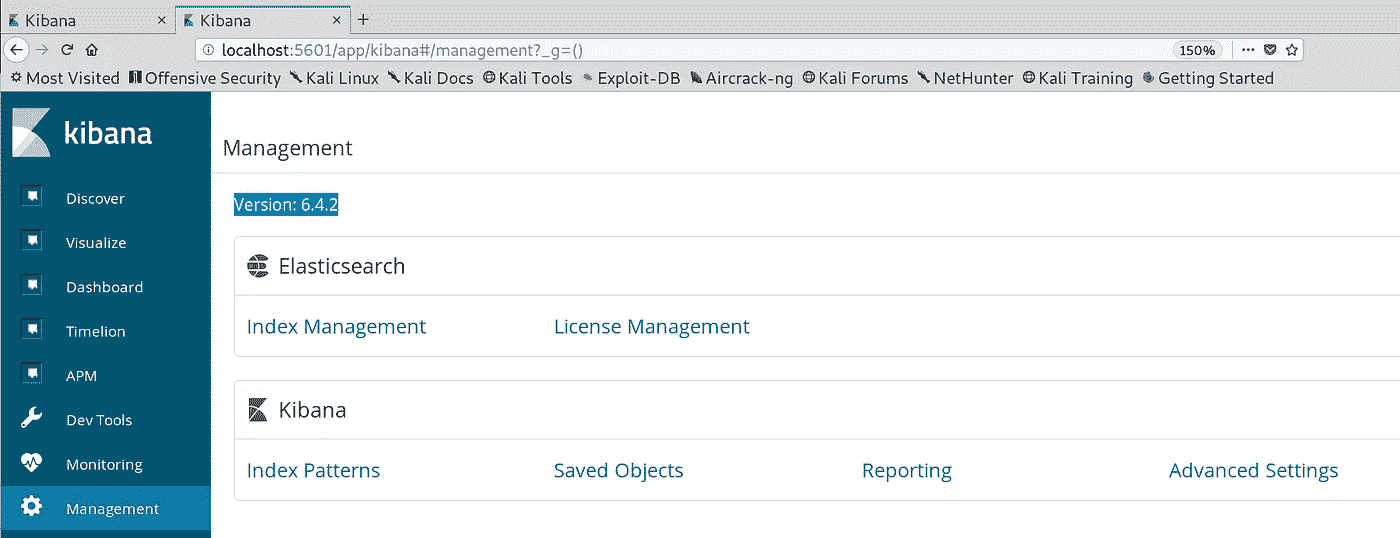 Kibana × Kibana × +
localhost:5601/app/kibana#/management?_g=() 150% ...
Most Visited Offensive Security Kali Linux Kali Docs Kali Tools Exploit-DB Aircrack-ng Kali Forums NetHunter Kali Training Getting Started
kibana
Discover
Visualize
Dashboard
Timelion
APM
Dev Tools
Monitoring
Management
Management
Version: 6.4.2
Elasticsearch
Index Management License Management
Kibana
Index Patterns Saved Objects Reporting Advanced Settings